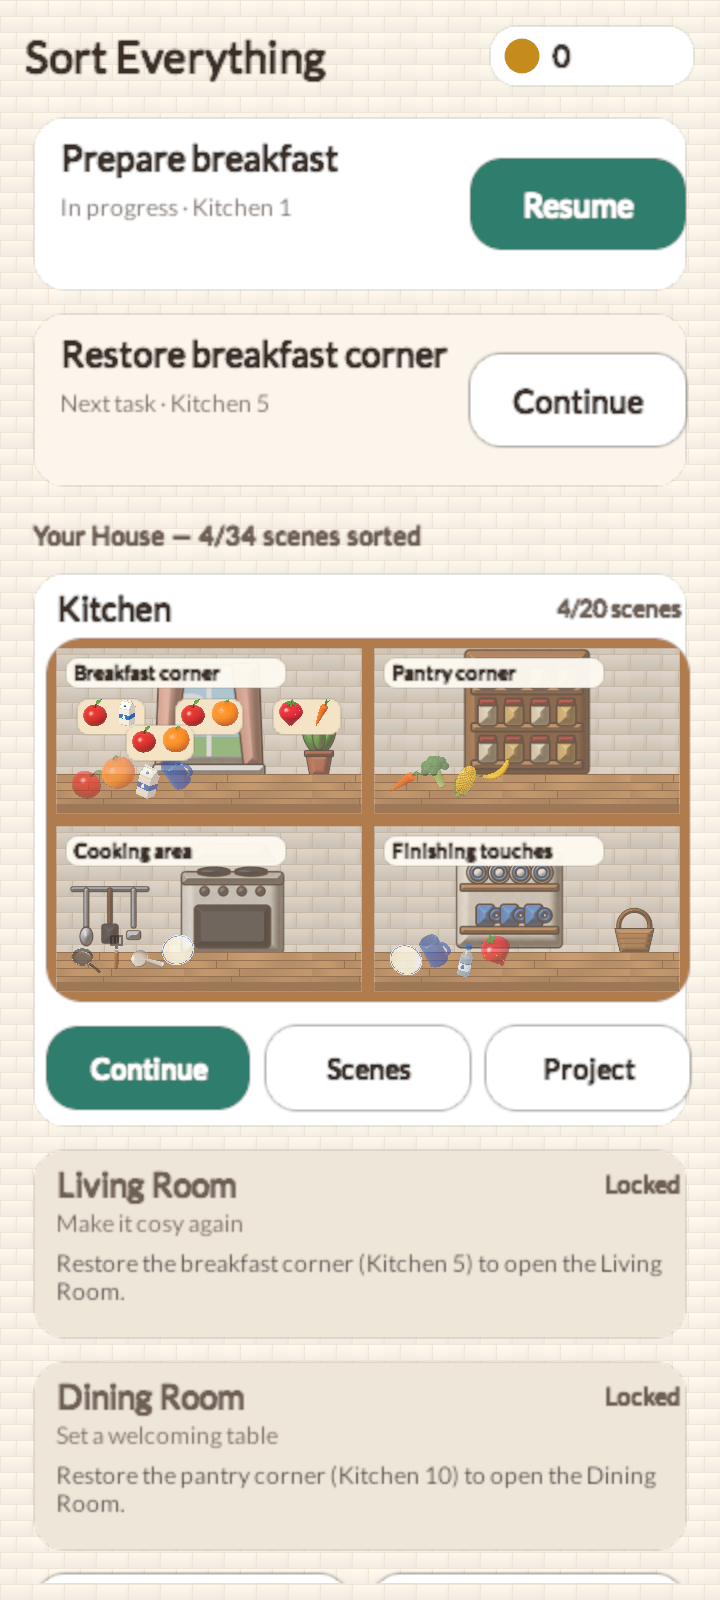 Sort Everything
0
Prepare breakfast
In progress · Kitchen 1
Resume
Restore breakfast corner
Next task · Kitchen 5
Continue
Your House — 4/34 scenes sorted
Kitchen
4/20 scenes
Breakfast corner
Pantry corner
Cooking area
Finishing touches
Continue
Scenes
Project
Living Room
Locked
Make it cosy again
Restore the breakfast corner (Kitchen 5) to open the Living
Room.
Dining Room
Locked
Set a welcoming table
Restore the pantry corner (Kitchen 10) to open the Dining
Room.